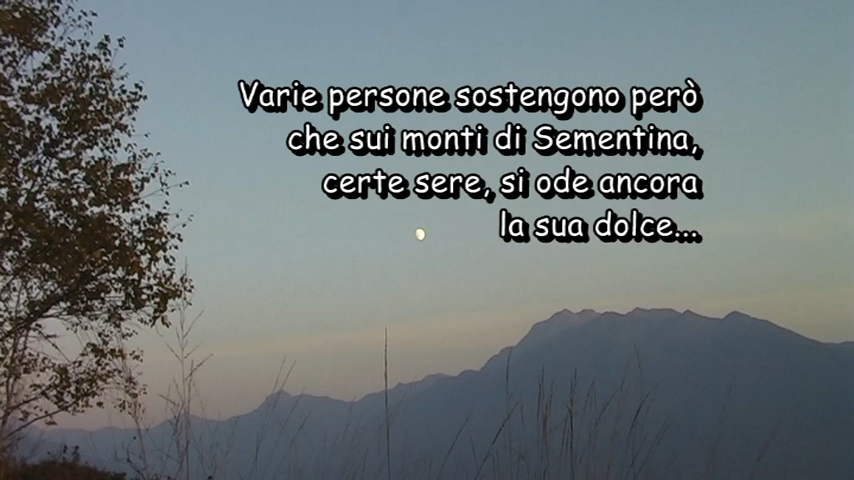 Varie persone sostengono però
che sui monti di Sementina,
certe sere, si ode ancora
la sua dolce...